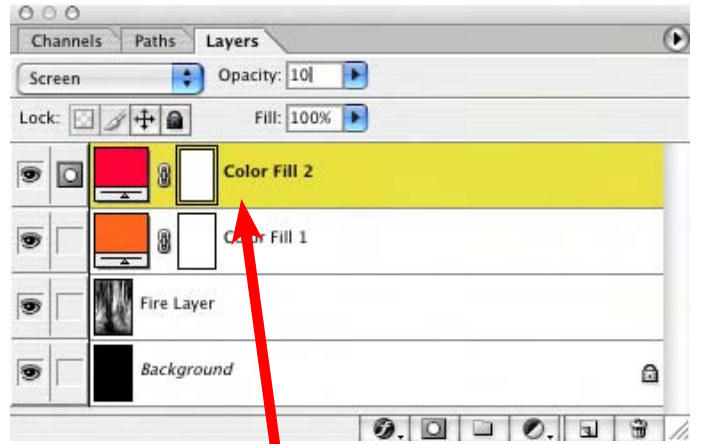 Channels Paths Layers
Screen Opacity: 10
Lock: Fill: 100%
Color Fill 2
Color Fill 1
Fire Layer
Background